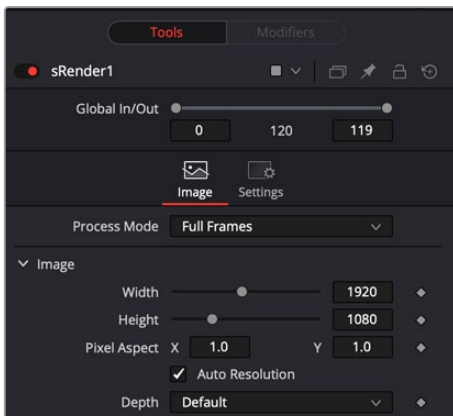 Tools Modifiers
sRender1
Global In/Out
0 120 119
Image Settings
Process Mode Full Frames
Image
Width 1920
Height 1080
Pixel Aspect X 1.0 Y 1.0
Auto Resolution
Depth Default